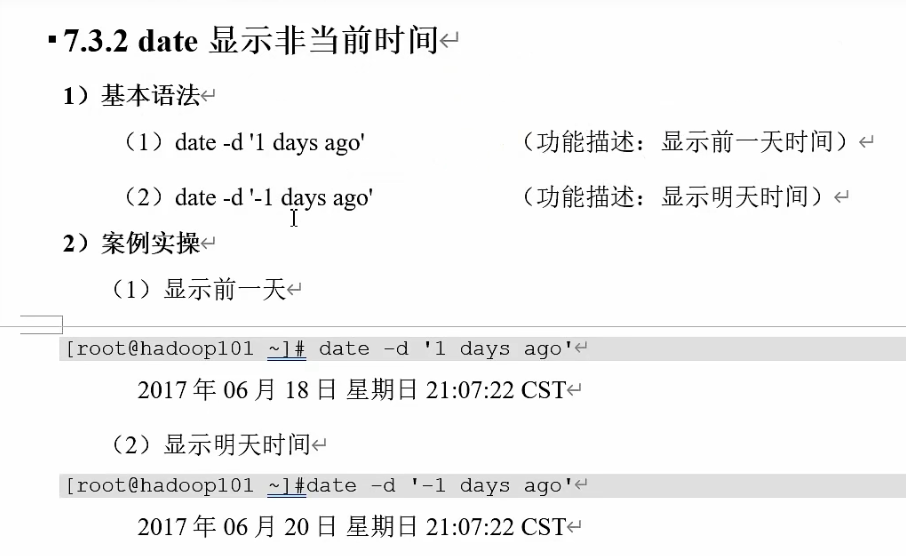 7.3.2 date 显示非当前时间
1）基本语法
（1）date -d '1 days ago' （功能描述：显示前一天时间）
（2）date -d '-1 days ago' （功能描述：显示明天时间）
2）案例实操
（1）显示前一天
[root@hadoop101 ~]# date -d '1 days ago'
2017 年 06 月 18 日 星期日 21:07:22 CST
（2）显示明天时间
[root@hadoop101 ~]#date -d '-1 days ago'
2017 年 06 月 20 日 星期日 21:07:22 CST